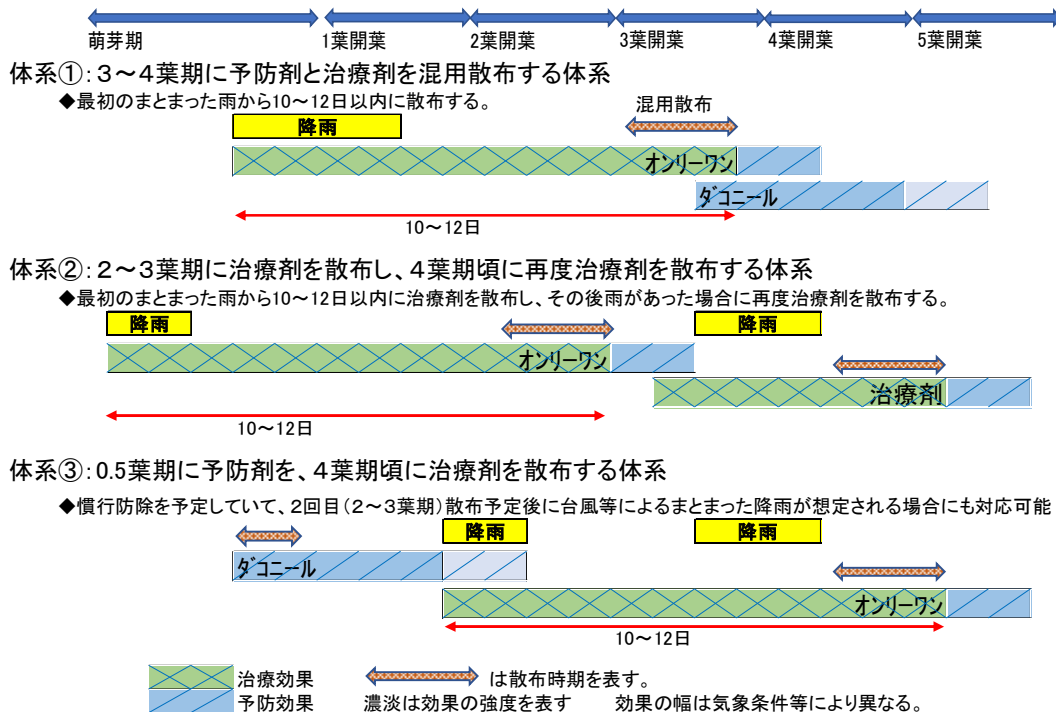 萌芽期 1葉開葉 2葉開葉 3葉開葉 4葉開葉 5葉開葉
体系①：３～４葉期に予防剤と治療剤を混用散布する体系
◆最初のまとまった雨から10～12日以内に散布する。
混用散布
降雨
オンリーワン
ダコニール
10～12日
体系②：２～３葉期に治療剤を散布し、４葉期頃に再度治療剤を散布する体系
◆最初のまとまった雨から10～12日以内に治療剤を散布し、その後雨があった場合に再度治療剤を散布する。
降雨 降雨
オンリーワン
治療剤
10～12日
体系③：0.5葉期に予防剤を、４葉期頃に治療剤を散布する体系
◆慣行防除を予定していて、2回目（2～3葉期）散布予定後に台風等によるまとまった降雨が想定される場合にも対応可能
降雨 降雨
ダコニール
オンリーワン
10～12日
治療効果 は散布時期を表す。
予防効果 濃淡は効果の強度を表す 効果の幅は気象条件等により異なる。